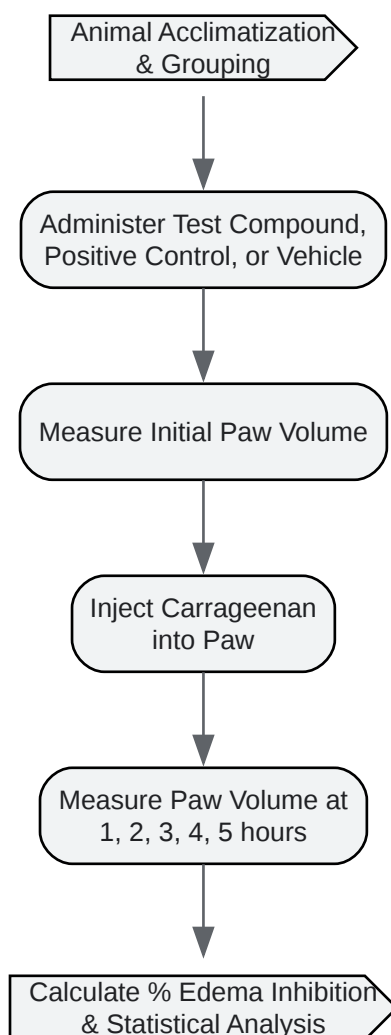 Animal Acclimatization
& Grouping
Administer Test Compound,
Positive Control, or Vehicle
Measure Initial Paw Volume
Inject Carrageenan
into Paw
Measure Paw Volume at
1, 2, 3, 4, 5 hours
Calculate % Edema Inhibition
& Statistical Analysis